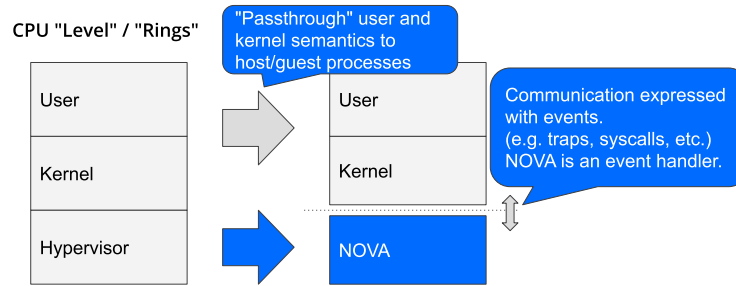 CPU "Level" / "Rings"
User
Kernel
Hypervisor
"Passthrough" user and
kernel semantics to
host/guest processes
User
Kernel
NOVA
Communication expressed
with events.
(e.g. traps, syscalls, etc.)
NOVA is an event handler.